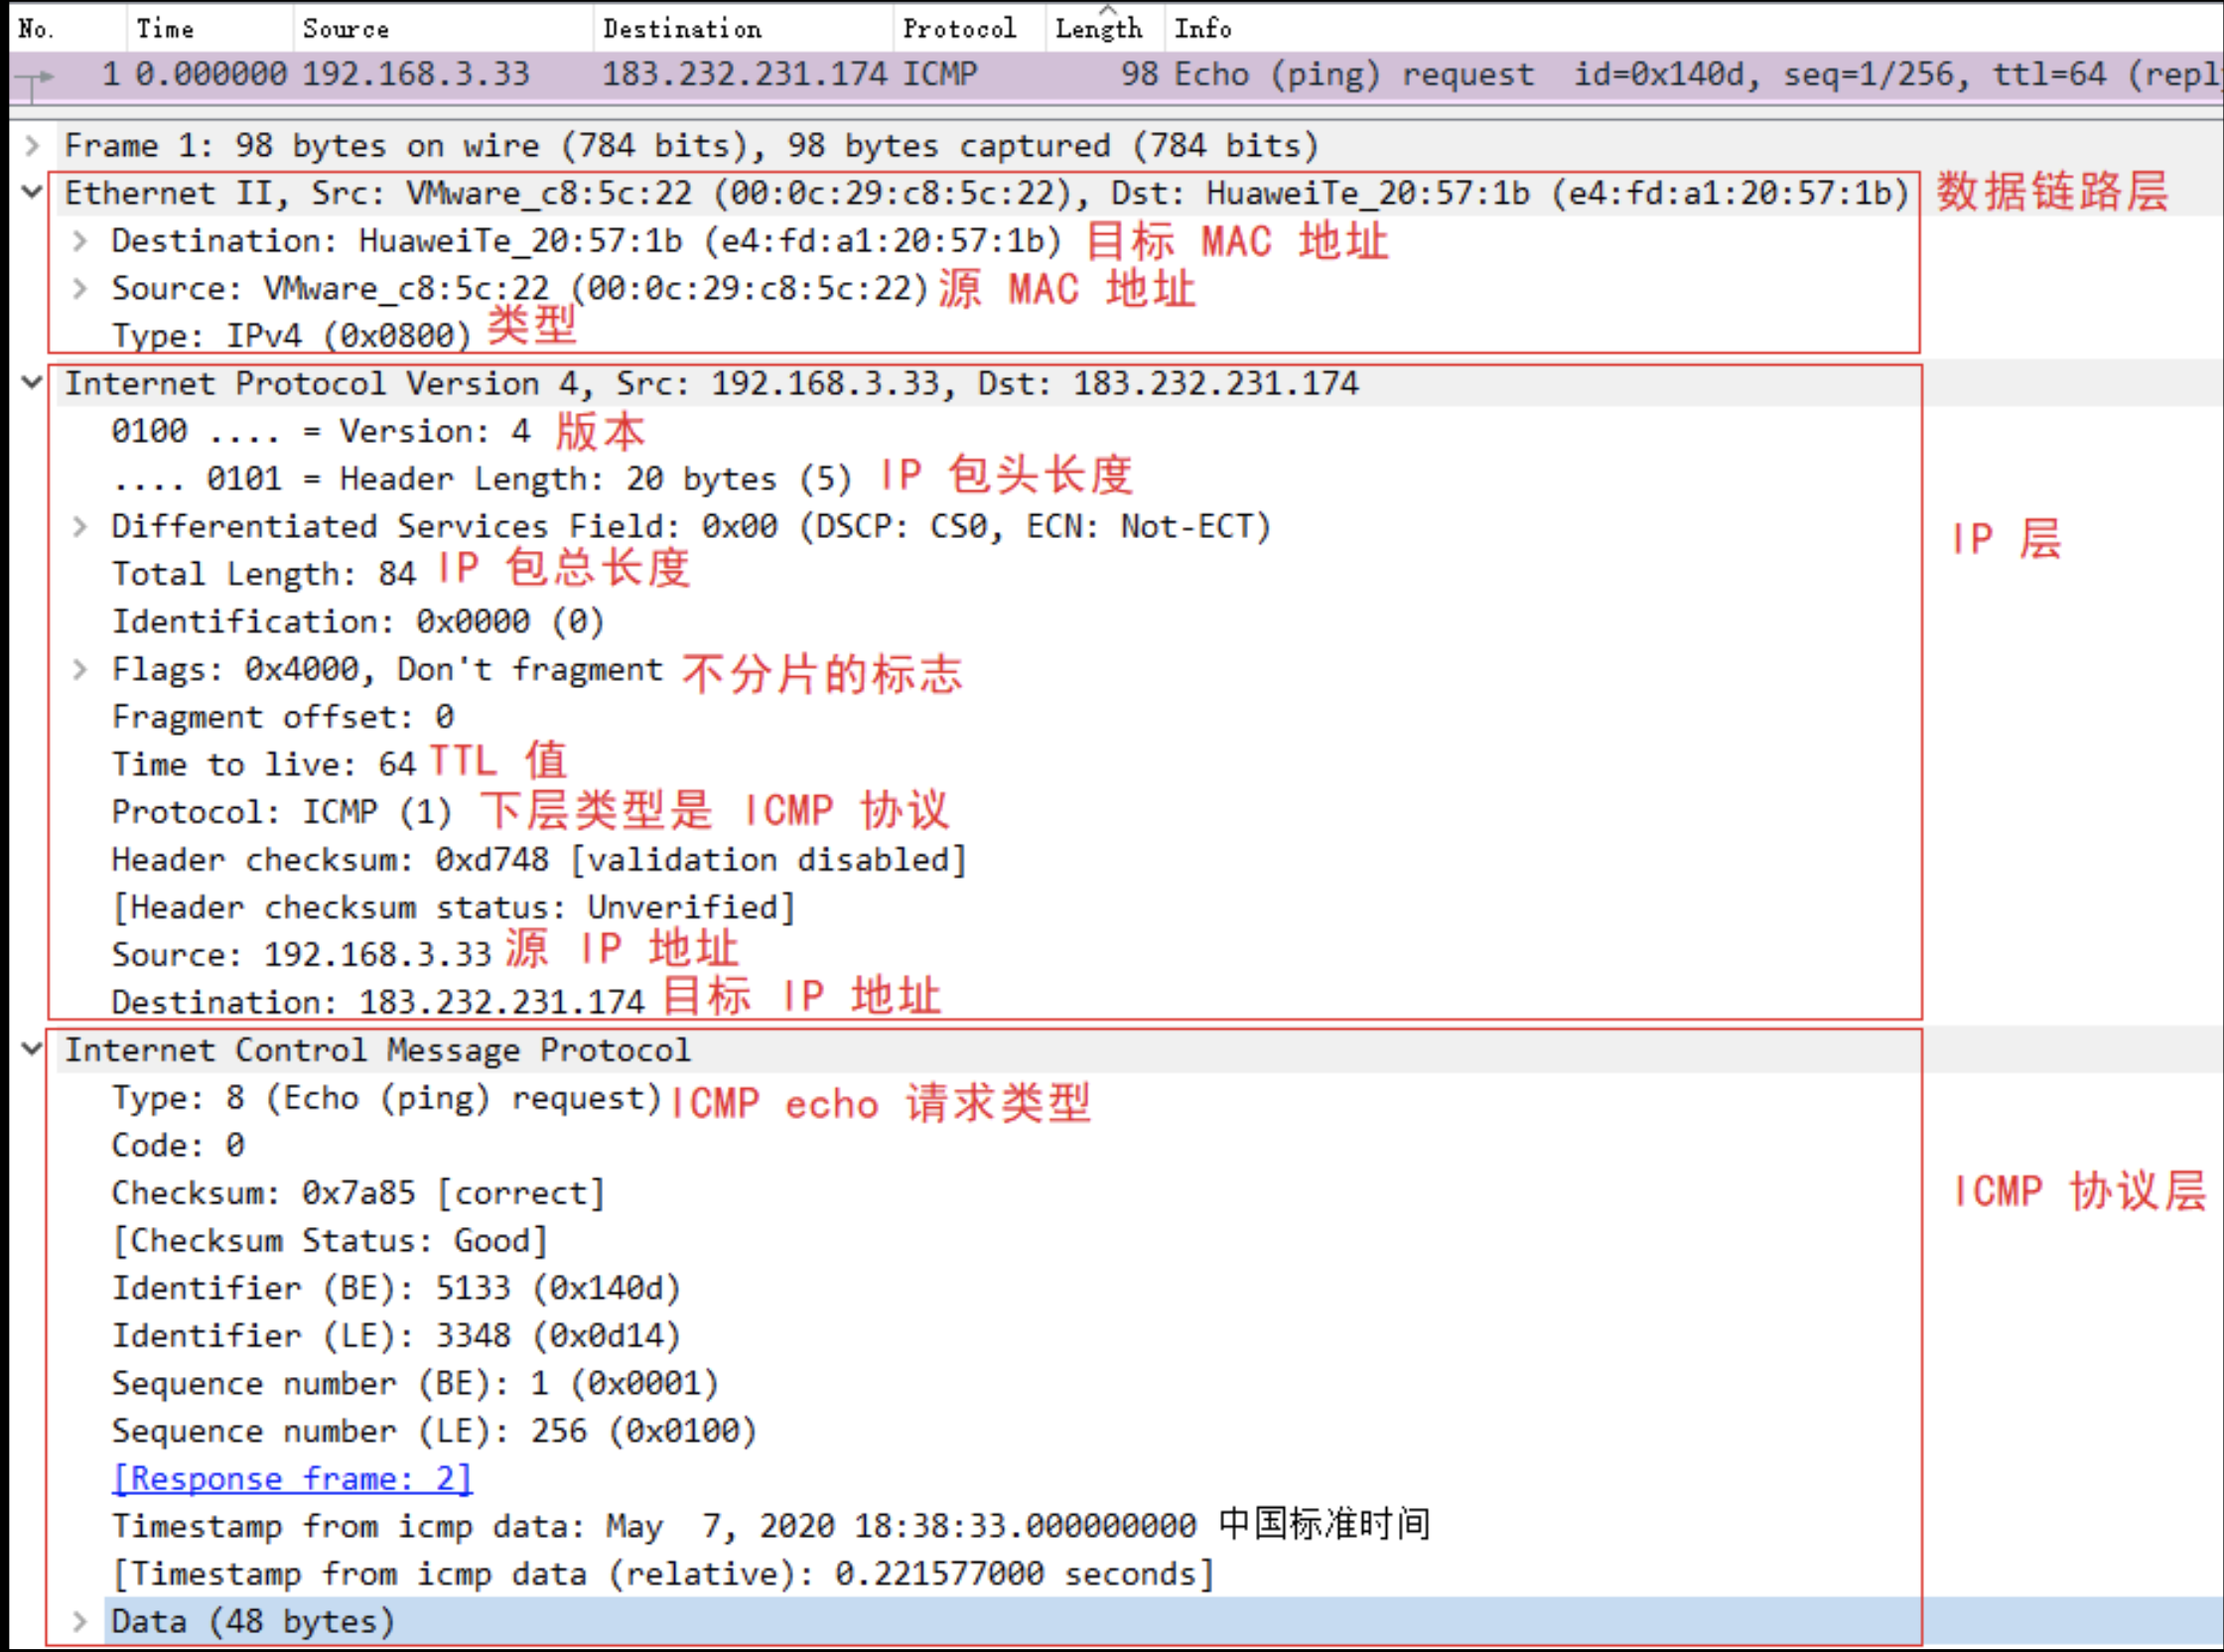 No. Time Source Destination Protocol Length Info
1 0.000000 192.168.3.33 183.232.231.174 ICMP 98 Echo (ping) request id=0x140d, seq=1/256, ttl=64 (repl
Frame 1: 98 bytes on wire (784 bits), 98 bytes captured (784 bits)
Ethernet II, Src: VMware_c8:5c:22 (00:0c:29:c8:5c:22), Dst: HuaweiTe_20:57:1b (e4:fd:a1:20:57:1b) 数据链路层
Destination: HuaweiTe_20:57:1b (e4:fd:a1:20:57:1b) 目标 MAC 地址
Source: VMware_c8:5c:22 (00:0c:29:c8:5c:22) 源 MAC 地址
Type: IPv4 (0x0800) 类型
Internet Protocol Version 4, Src: 192.168.3.33, Dst: 183.232.231.174
0100 .... = Version: 4 版本
.... 0101 = Header Length: 20 bytes (5) IP 包头长度
Differentiated Services Field: 0x00 (DSCP: CS0, ECN: Not-ECT)
IP 层
Total Length: 84 IP 包总长度
Identification: 0x0000 (0)
Flags: 0x4000, Don't fragment 不分片的标志
Fragment offset: 0
Time to live: 64 TTL 值
Protocol: ICMP (1) 下层类型是 ICMP 协议
Header checksum: 0xd748 [validation disabled]
[Header checksum status: Unverified]
Source: 192.168.3.33 源 IP 地址
Destination: 183.232.231.174 目标 IP 地址
Internet Control Message Protocol
Type: 8 (Echo (ping) request) ICMP echo 请求类型
Code: 0
Checksum: 0x7a85 [correct]
ICMP 协议层
[Checksum Status: Good]
Identifier (BE): 5133 (0x140d)
Identifier (LE): 3348 (0x0d14)
Sequence number (BE): 1 (0x0001)
Sequence number (LE): 256 (0x0100)
[Response frame: 2]
Timestamp from icmp data: May  7, 2020 18:38:33.000000000 中国标准时间
[Timestamp from icmp data (relative): 0.221577000 seconds]
Data (48 bytes)